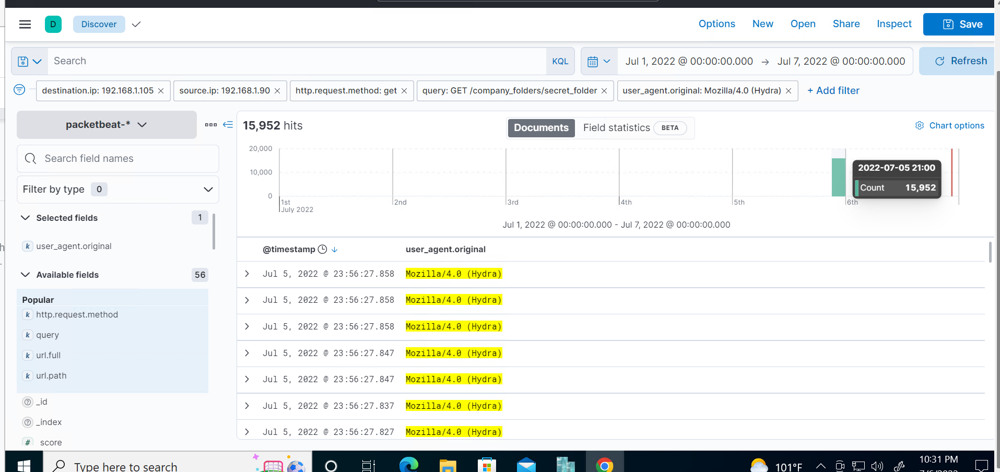 D Discover Options New Open Share Inspect Save
Search KQL Jul 1, 2022 @ 00:00:00.000 → Jul 7, 2022 @ 00:00:00.000 Refresh
destination.ip: 192.168.1.105 × source.ip: 192.168.1.90 × http.request.method: get × query: GET /company_folders/secret_folder × user_agent.original: Mozilla/4.0 (Hydra) × + Add filter
packetbeat-*
Search field names
Filter by type 0
Selected fields 1
k user_agent.original
Available fields 56
Popular
k http.request.method
k query
k url.full
k url.path
_id
_index
# _score
15,952 hits
Documents Field statistics BETA
Chart options
20,000
10,000
0
1st 2nd 3rd 4th 5th 6th
July 2022
2022-07-05 21:00
Count 15,952
Jul 1, 2022 @ 00:00:00.000 - Jul 7, 2022 @ 00:00:00.000
@timestamp ↓ user_agent.original
Jul 5, 2022 @ 23:56:27.858 Mozilla/4.0 (Hydra)
Jul 5, 2022 @ 23:56:27.858 Mozilla/4.0 (Hydra)
Jul 5, 2022 @ 23:56:27.858 Mozilla/4.0 (Hydra)
Jul 5, 2022 @ 23:56:27.847 Mozilla/4.0 (Hydra)
Jul 5, 2022 @ 23:56:27.847 Mozilla/4.0 (Hydra)
Jul 5, 2022 @ 23:56:27.837 Mozilla/4.0 (Hydra)
Jul 5, 2022 @ 23:56:27.827 Mozilla/4.0 (Hydra)
Type here to search
101°F
10:31 PM